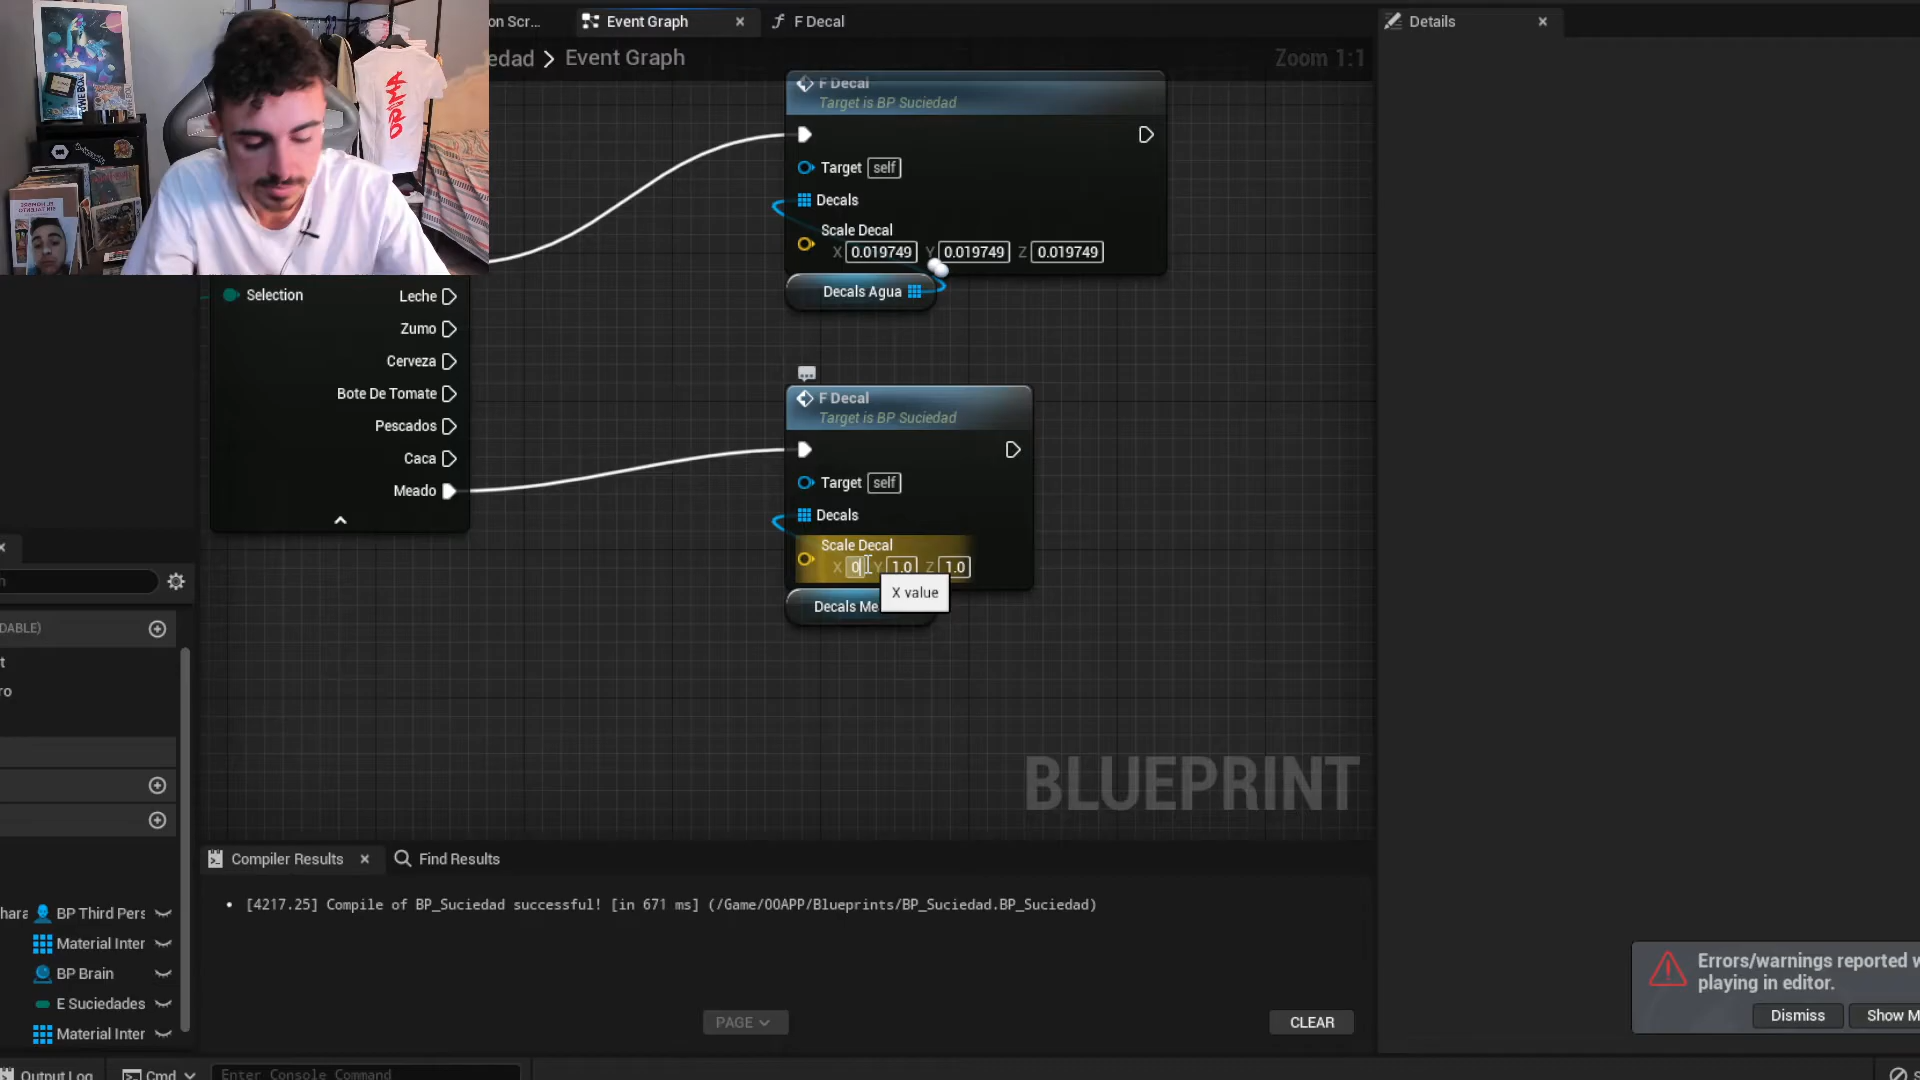 on Scr...
Event Graph
F Decal
Details
edad > Event Graph
Zoom 1:1
F Decal
Target is BP Suciedad
Target self
Decals
Scale Decal
X 0.019749 Y 0.019749 Z 0.019749
Decals Agua
Selection
Leche
Zumo
Cerveza
Bote De Tomate
Pescados
Caca
Meado
F Decal
Target is BP Suciedad
Target self
Decals
Scale Decal
X 0 Y 1.0 Z 1.0
X value
Decals Me
AMIGO
h
DABLE)
t
ro
BLUEPRINT
Compiler Results
Find Results
• [4217.25] Compile of BP_Suciedad successful! [in 671 ms] (/Game/OOAPP/Blueprints/BP_Suciedad.BP_Suciedad)
hara BP Third Pers
Material Inter
BP Brain
E Suciedades
Material Inter
PAGE
CLEAR
Errors/warnings reported w
playing in editor.
Dismiss
Show M
Output Log
Cmd
Enter Console Command
S